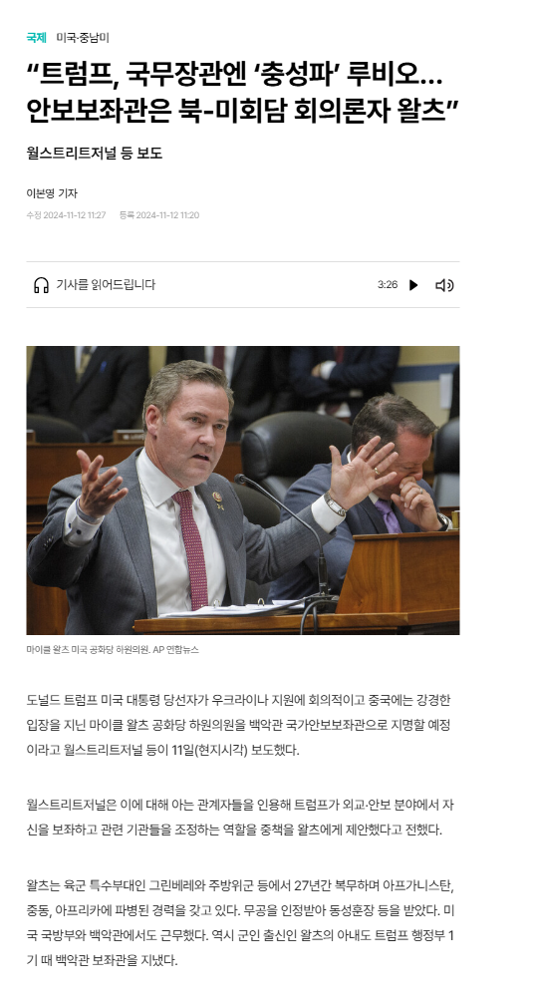 국제 미국·중남미
“트럼프, 국무장관엔 ‘충성파’ 루비오…
안보보좌관은 북-미회담 회의론자 왈츠”
월스트리트저널 등 보도
이본영 기자
수정 2024-11-12 11:27 등록 2024-11-12 11:20
기사를 읽어드립니다 3:26
마이클 왈츠 미국 공화당 하원의원. AP 연합뉴스
도널드 트럼프 미국 대통령 당선자가 우크라이나 지원에 회의적이고 중국에는 강경한
입장을 지닌 마이클 왈츠 공화당 하원의원을 백악관 국가안보보좌관으로 지명할 예정
이라고 월스트리트저널 등이 11일(현지시각) 보도했다.
월스트리트저널은 이에 대해 아는 관계자들을 인용해 트럼프가 외교·안보 분야에서 자
신을 보좌하고 관련 기관들을 조정하는 역할을 중책을 왈츠에게 제안했다고 전했다.
왈츠는 육군 특수부대인 그린베레와 주방위군 등에서 27년간 복무하며 아프가니스탄,
중동, 아프리카에 파병된 경력을 갖고 있다. 무공을 인정받아 동성훈장 등을 받았다. 미
국 국방부와 백악관에서도 근무했다. 역시 군인 출신인 왈츠의 아내도 트럼프 행정부 1
기 때 백악관 보좌관을 지냈다.